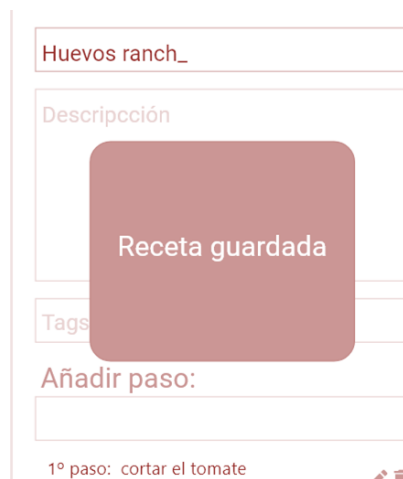 Huevos ranch_
Descripcción
Receta guardada
Tags
Añadir paso:
1º paso: cortar el tomate